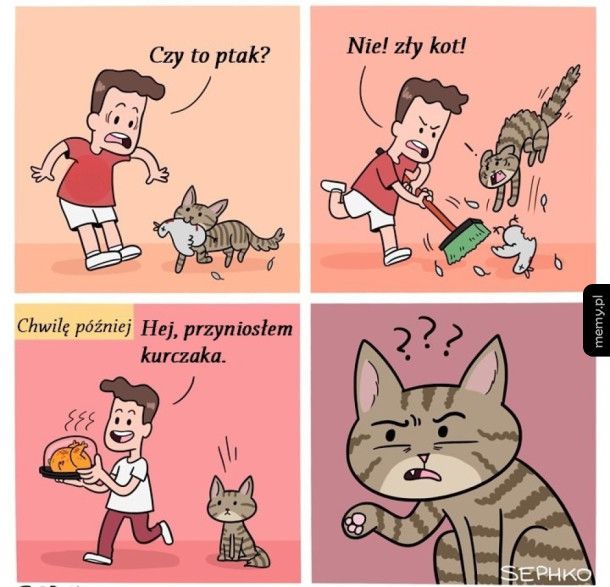 Czy to ptak?
Nie! zły kot!
Chwilę później
Hej, przyniosłem
kurczaka.
???
SEPHKO
memy.pl